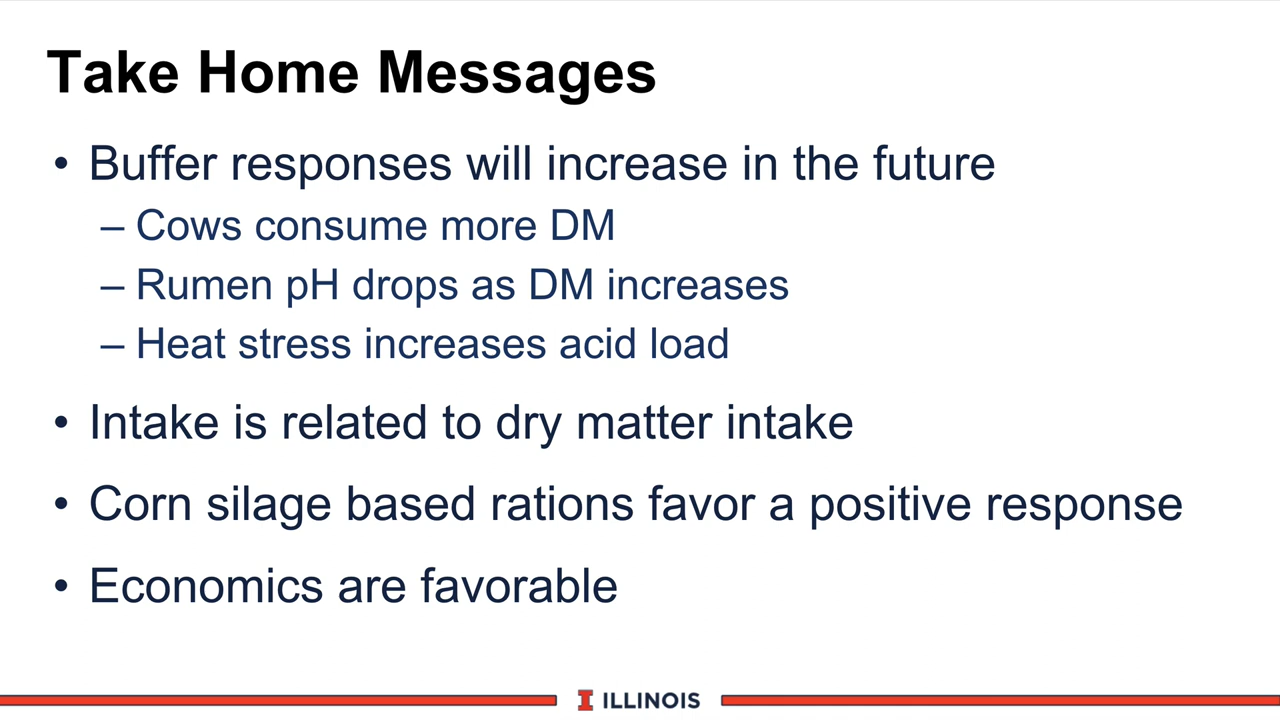 Take Home Messages
• Buffer responses will increase in the future
– Cows consume more DM
– Rumen pH drops as DM increases
– Heat stress increases acid load
• Intake is related to dry matter intake
• Corn silage based rations favor a positive response
• Economics are favorable
I ILLINOIS